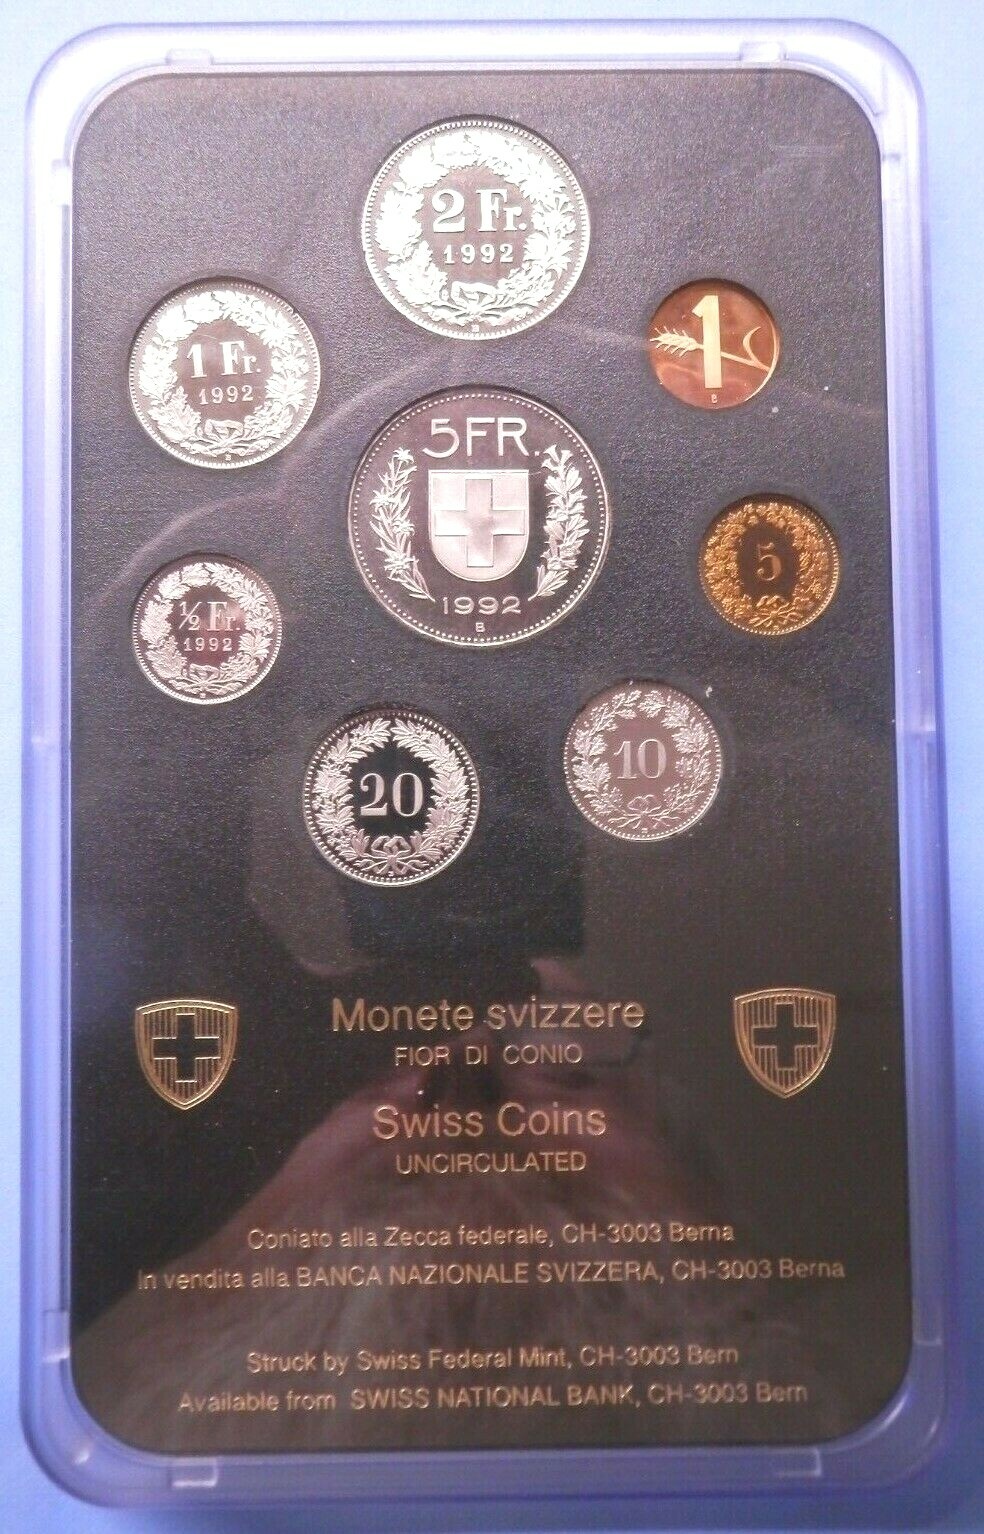 2 Fr.
1992
B
1 Fr.
1992
B
1
B
5 FR.
1992
B
5
½ Fr.
1992
B
20
B
10
B
Monete svizzere
FIOR DI CONIO
Swiss Coins
UNCIRCULATED
Coniato alla Zecca federale, CH-3003 Berna
In vendita alla BANCA NAZIONALE SVIZZERA, CH-3003 Berna
Struck by Swiss Federal Mint, CH-3003 Bern
Available from SWISS NATIONAL BANK, CH-3003 Bern